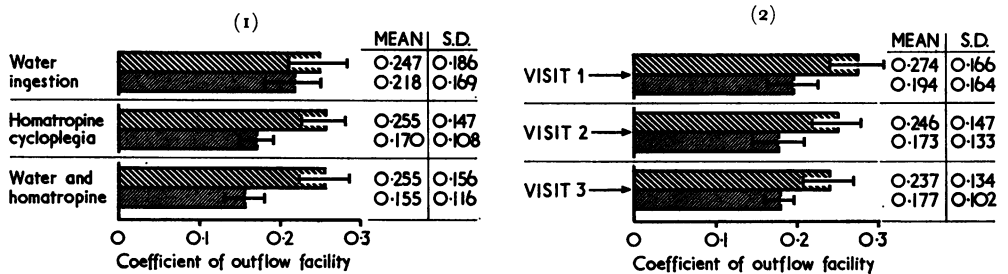 (1)
MEAN S.D.
Water
ingestion
0·247 0·186
0·218 0·169
Homatropine
cycloplegia
0·255 0·147
0·170 0·108
Water and
homatropine
0·255 0·156
0·155 0·116
0 0·1 0·2 0·3
Coefficient of outflow facility
(2)
MEAN S.D.
VISIT 1
0·274 0·166
0·194 0·164
VISIT 2
0·246 0·147
0·173 0·133
VISIT 3
0·237 0·134
0·177 0·102
0 0·1 0·2 0·3
Coefficient of outflow facility